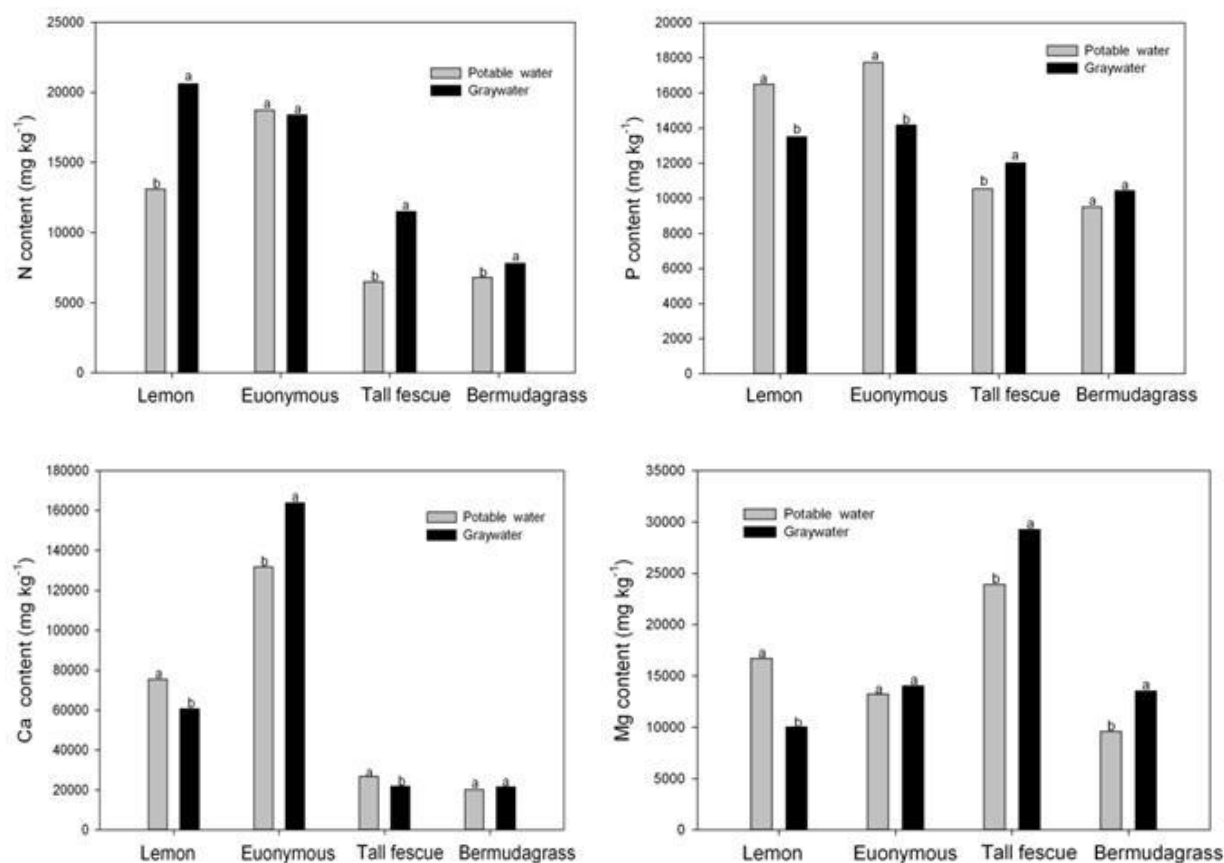 25000
20000
15000
10000
5000
0
N content (mg kg⁻¹)
Potable water
Graywater
b
a
a
a
b
a
b
a
Lemon
Euonymous
Tall fescue
Bermudagrass
20000
18000
16000
14000
12000
10000
8000
6000
4000
2000
0
P content (mg kg⁻¹)
Potable water
Graywater
a
b
a
b
b
a
a
a
Lemon
Euonymous
Tall fescue
Bermudagrass
180000
160000
140000
120000
100000
80000
60000
40000
20000
0
Ca content (mg kg⁻¹)
Potable water
Graywater
a
b
b
a
a
b
a
a
Lemon
Euonymous
Tall fescue
Bermudagrass
35000
30000
25000
20000
15000
10000
5000
0
Mg content (mg kg⁻¹)
Potable water
Graywater
a
b
a
a
b
a
b
a
Lemon
Euonymous
Tall fescue
Bermudagrass